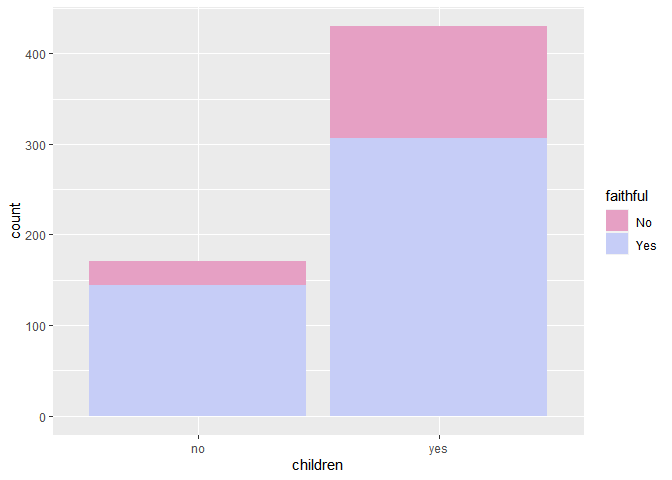 400
300
200
100
0
count
no
yes
children
faithful
No
Yes